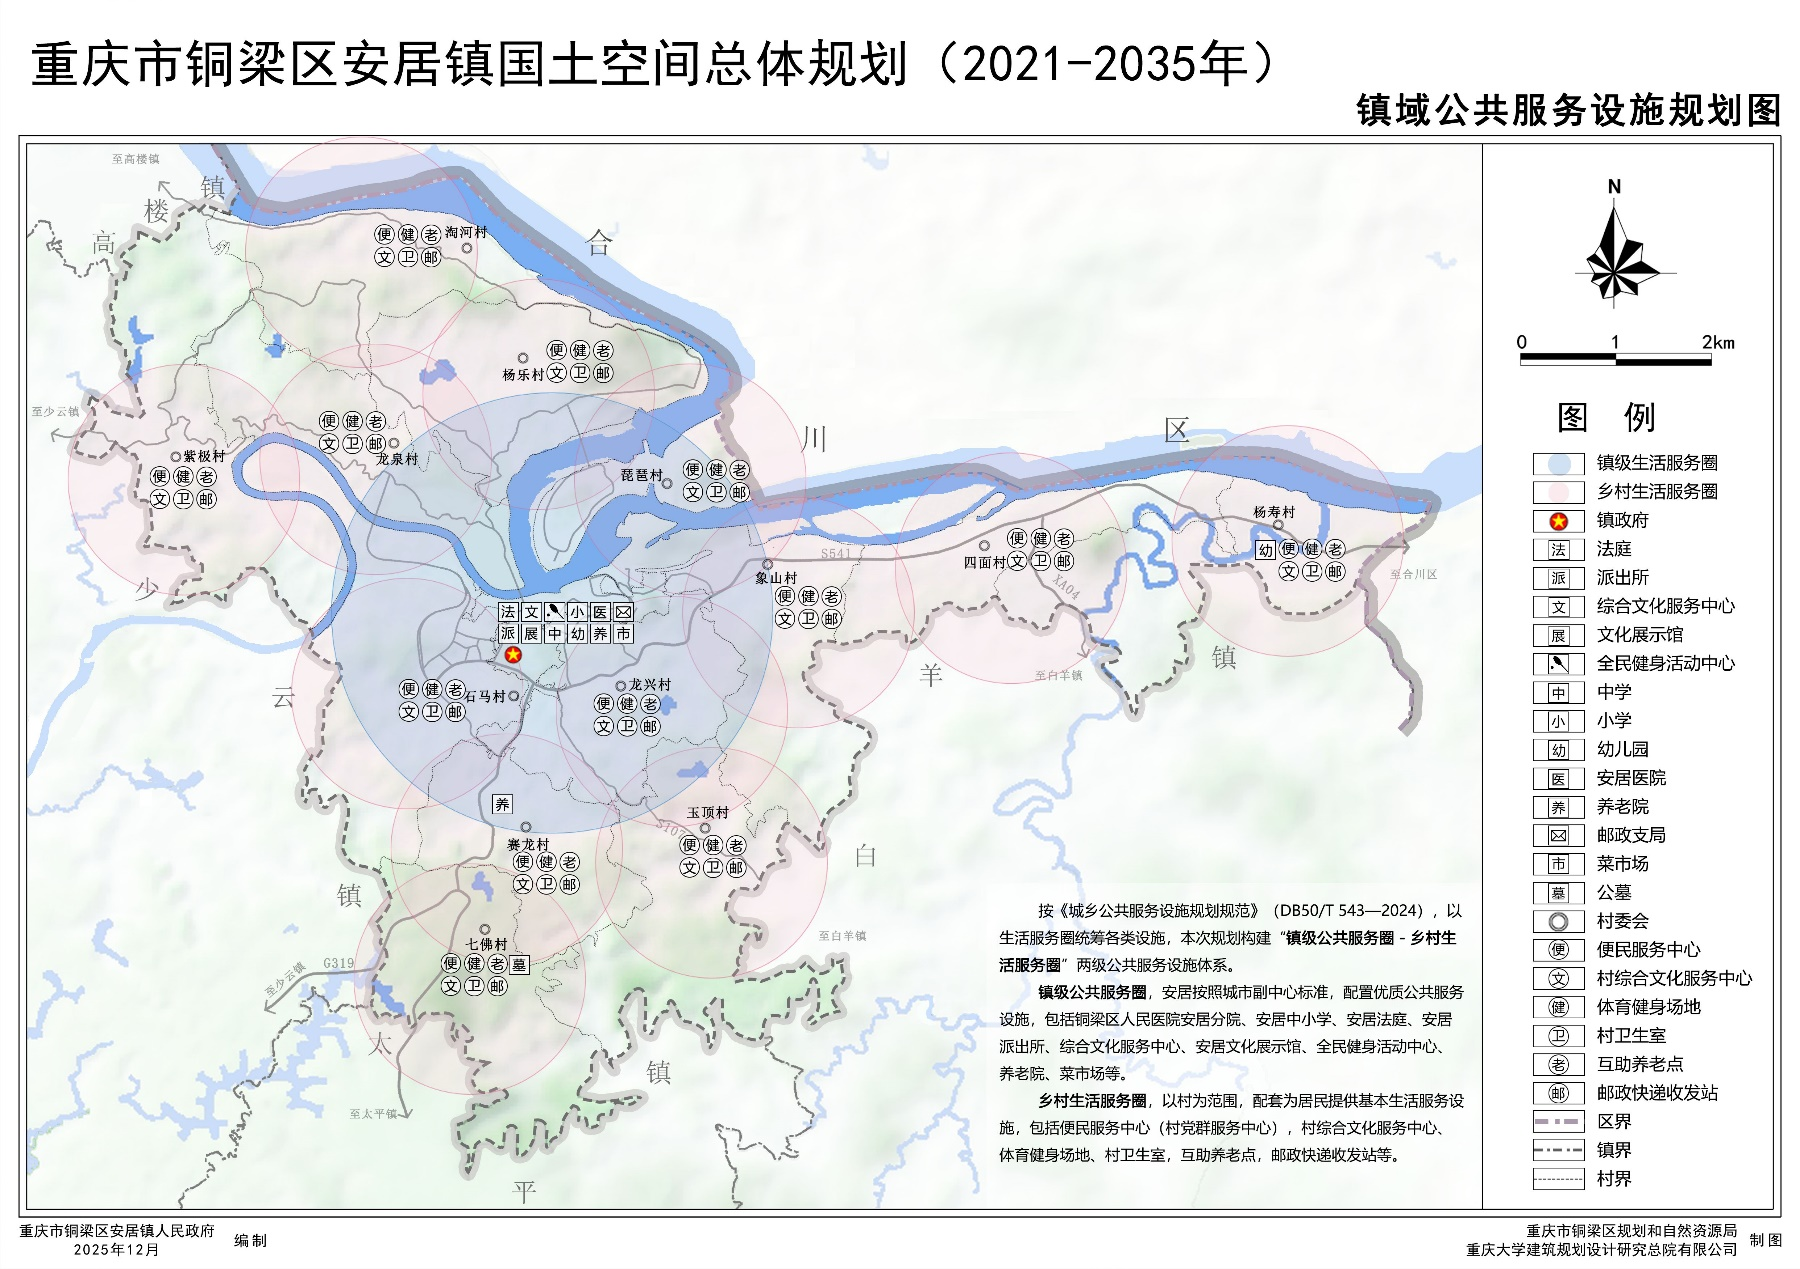 重庆市铜梁区安居镇国土空间总体规划（2021-2035年）
镇域公共服务设施规划图
至高楼镇
高楼镇
合川区
淘河村
便 健 老
文 卫 邮
杨乐村
便 健 老
文 卫 邮
至少云镇
紫极村
便 健 老
文 卫 邮
便 健 老
文 卫 邮
龙泉村
琵琶村
便 健 老
文 卫 邮
S541
象山村
便 健 老
文 卫 邮
四面村
便 健 老
文 卫 邮
XA04
杨寿村
幼 便 健 老
文 卫 邮
至合川区
至白羊镇
法 文 小 医
派 展 中 幼 养 市
石马村
便 健 老
文 卫 邮
龙兴村
便 健 老
文 卫 邮
养
赛龙村
便 健 老
文 卫 邮
S107
玉顶村
便 健 老
文 卫 邮
七佛村
便 健 老 墓
文 卫 邮
G319
至少云镇
至太平镇
至白羊镇
少云镇
太平镇
白羊镇
按《城乡公共服务设施规划规范》（DB50/T 543—2024），以
生活服务圈统筹各类设施，本次规划构建“镇级公共服务圈－乡村生
活服务圈”两级公共服务设施体系。
镇级公共服务圈，安居按照城市副中心标准，配置优质公共服务
设施，包括铜梁区人民医院安居分院、安居中小学、安居法庭、安居
派出所、综合文化服务中心、安居文化展示馆、全民健身活动中心、
养老院、菜市场等。
乡村生活服务圈，以村为范围，配套为居民提供基本生活服务设
施，包括便民服务中心（村党群服务中心），村综合文化服务中心、
体育健身场地、村卫生室，互助养老点，邮政快递收发站等。
N
0 1 2km
图 例
镇级生活服务圈
乡村生活服务圈
镇政府
法 法庭
派 派出所
文 综合文化服务中心
展 文化展示馆
全民健身活动中心
中 中学
小 小学
幼 幼儿园
医 安居医院
养 养老院
邮政支局
市 菜市场
墓 公墓
村委会
便 便民服务中心
文 村综合文化服务中心
健 体育健身场地
卫 村卫生室
老 互助养老点
邮 邮政快递收发站
区界
镇界
村界
重庆市铜梁区安居镇人民政府
2025年12月
编 制
重庆市铜梁区规划和自然资源局
重庆大学建筑规划设计研究总院有限公司
制 图